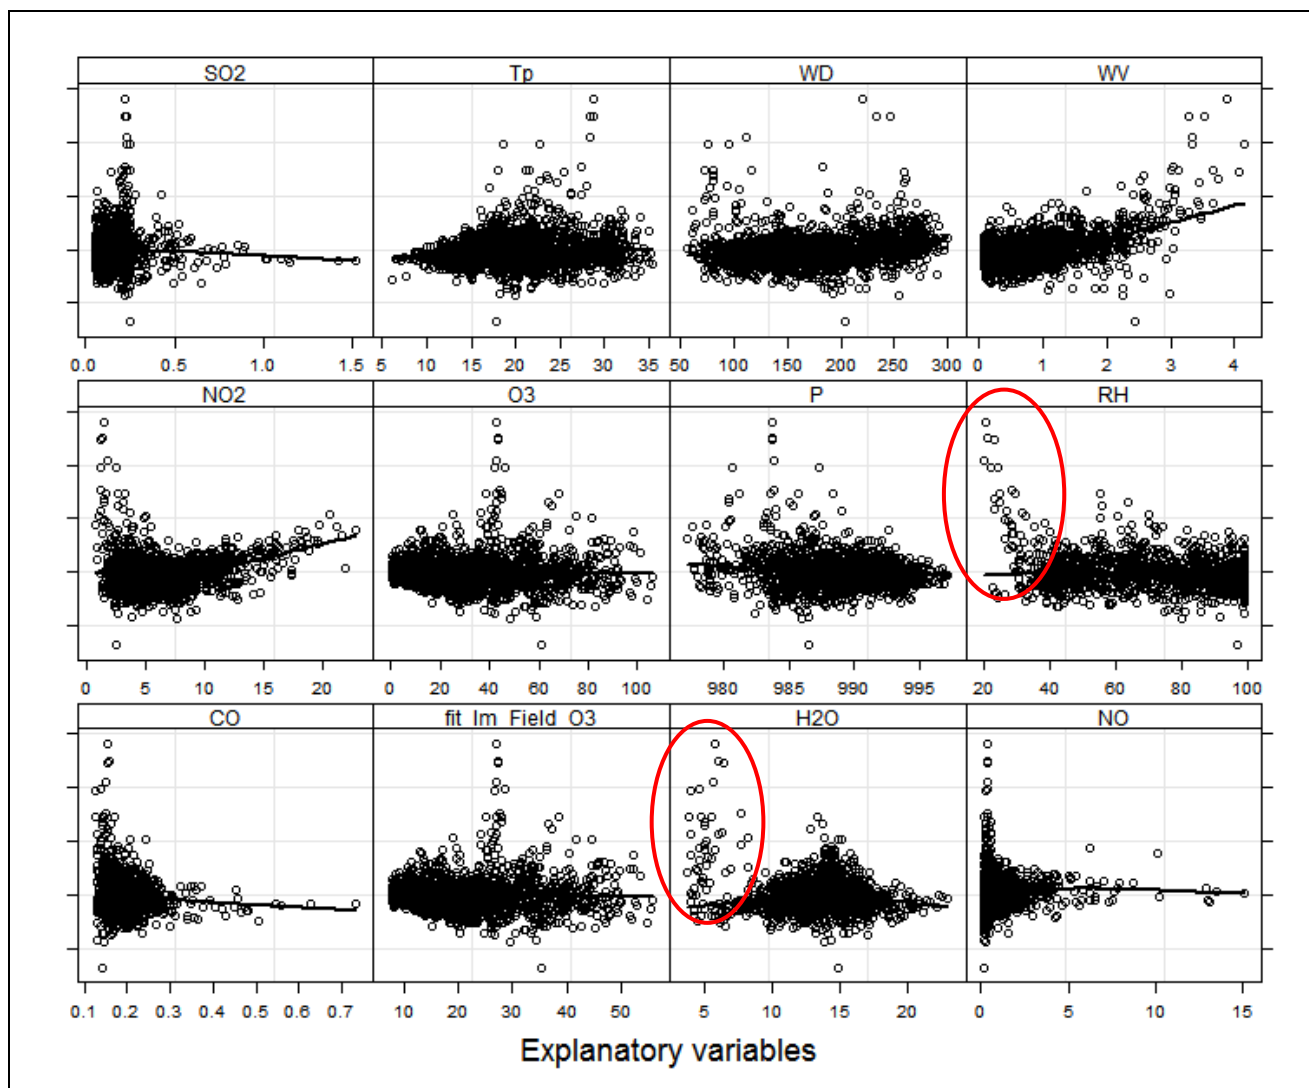 SO2 Tp WD WV
0.0 0.5 1.0 1.5 5 10 15 20 25 30 35 50 100 150 200 250 300 0 1 2 3 4
NO2 O3 P RH
0 5 10 15 20 0 20 40 60 80 100 980 985 990 995 20 40 60 80 100
CO fit_lm_Field_O3 H2O NO
0.1 0.2 0.3 0.4 0.5 0.6 0.7 10 20 30 40 50 5 10 15 20 0 5 10 15
Explanatory variables